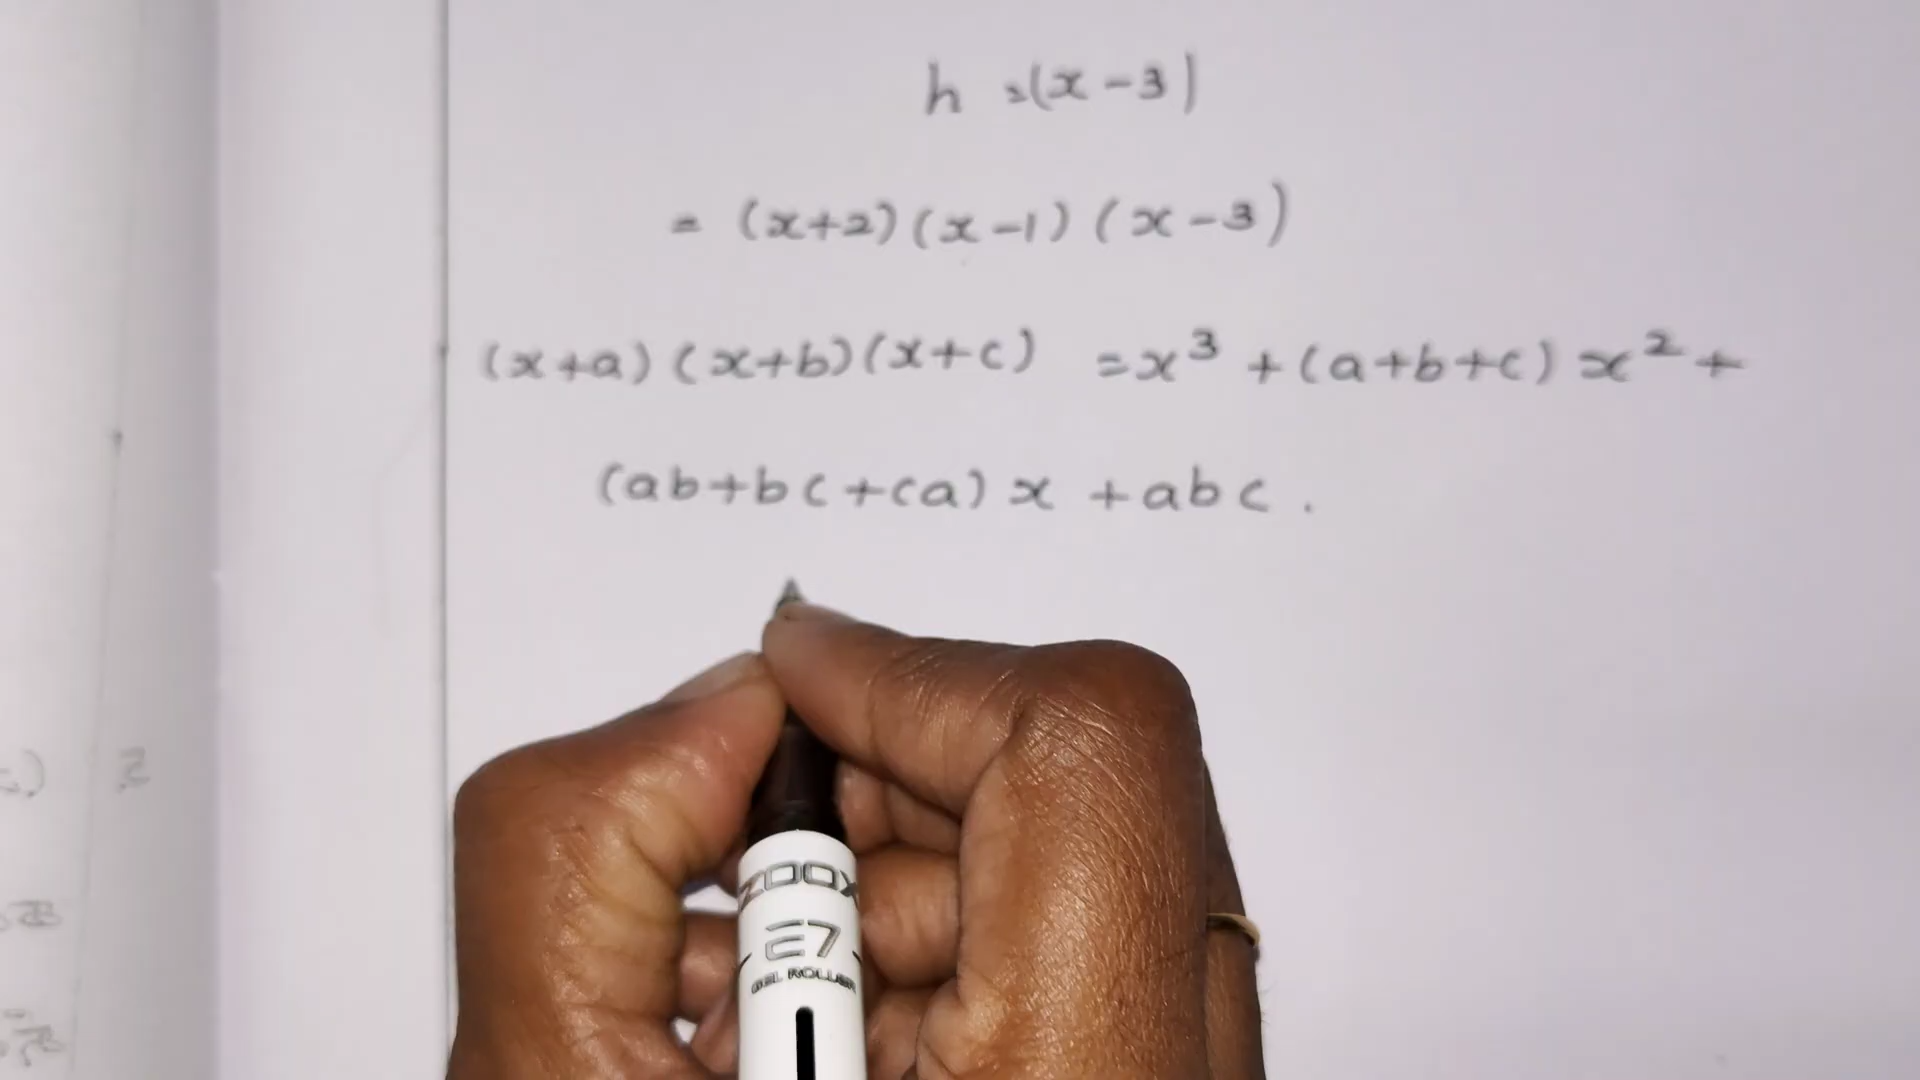 h =(x-3)
= (x+2)(x-1)(x-3)
(x+a)(x+b)(x+c) =x³+(a+b+c)x²+
(ab+bc+ca)x +abc.
ZOOX
E7
GEL ROLLER